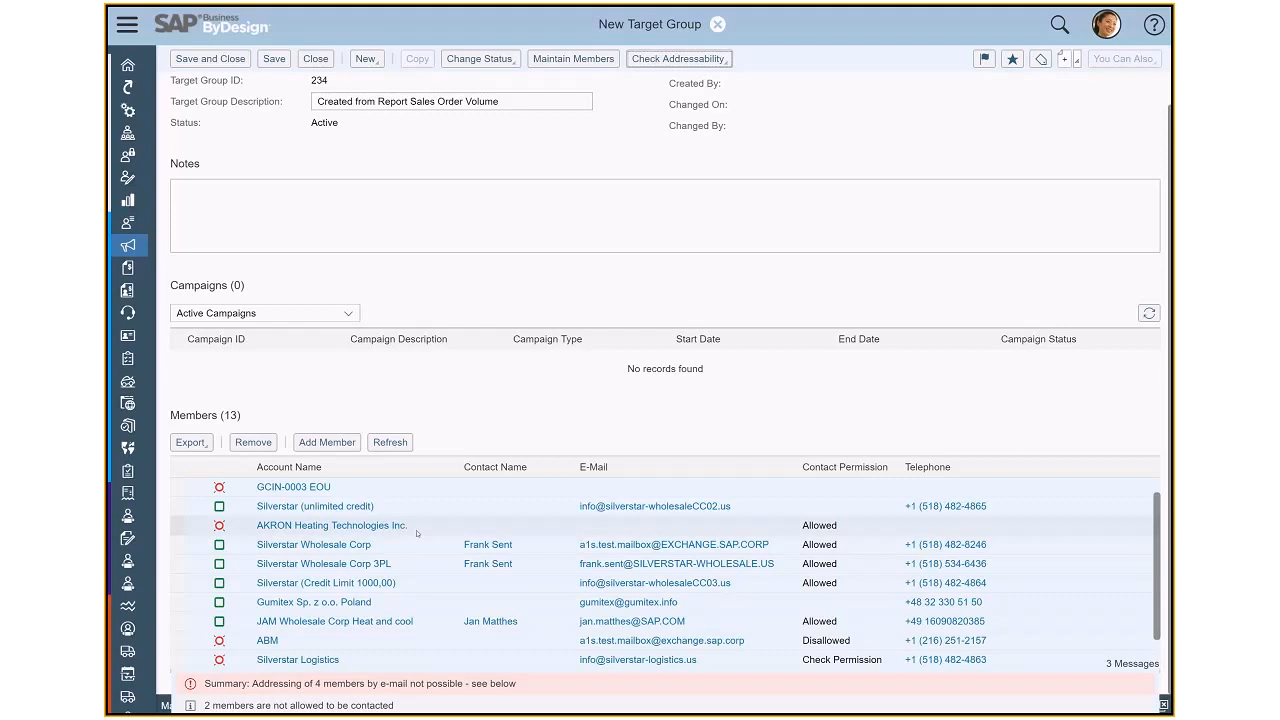 SAP Business ByDesign
New Target Group
Save and Close Save Close New Copy Change Status Maintain Members Check Addressability You Can Also
Target Group ID: 234
Created By:
Target Group Description: Created from Report Sales Order Volume
Changed On:
Status: Active
Changed By:
Notes
Campaigns (0)
Active Campaigns
Campaign ID Campaign Description Campaign Type Start Date End Date Campaign Status
No records found
Members (13)
Export Remove Add Member Refresh
Account Name Contact Name E-Mail Contact Permission Telephone
GCIN-0003 EOU
Silverstar (unlimited credit) info@silverstar-wholesaleCC02.us +1 (518) 482-4865
AKRON Heating Technologies Inc. Allowed
Silverstar Wholesale Corp Frank Sent a1s.test.mailbox@EXCHANGE.SAP.CORP Allowed +1 (518) 482-8246
Silverstar Wholesale Corp 3PL Frank Sent frank.sent@SILVERSTAR-WHOLESALE.US Allowed +1 (518) 534-6436
Silverstar (Credit Limit 1000,00) info@silverstar-wholesaleCC03.us Allowed +1 (518) 482-4864
Gumitex Sp. z o.o. Poland gumitex@gumitex.info +48 32 330 51 50
JAM Wholesale Corp Heat and cool Jan Matthes jan.matthes@SAP.COM Allowed +49 16090820385
ABM a1s.test.mailbox@exchange.sap.corp Disallowed +1 (216) 251-2157
Silverstar Logistics info@silverstar-logistics.us Check Permission +1 (518) 482-4863
3 Messages
Summary: Addressing of 4 members by e-mail not possible - see below
2 members are not allowed to be contacted